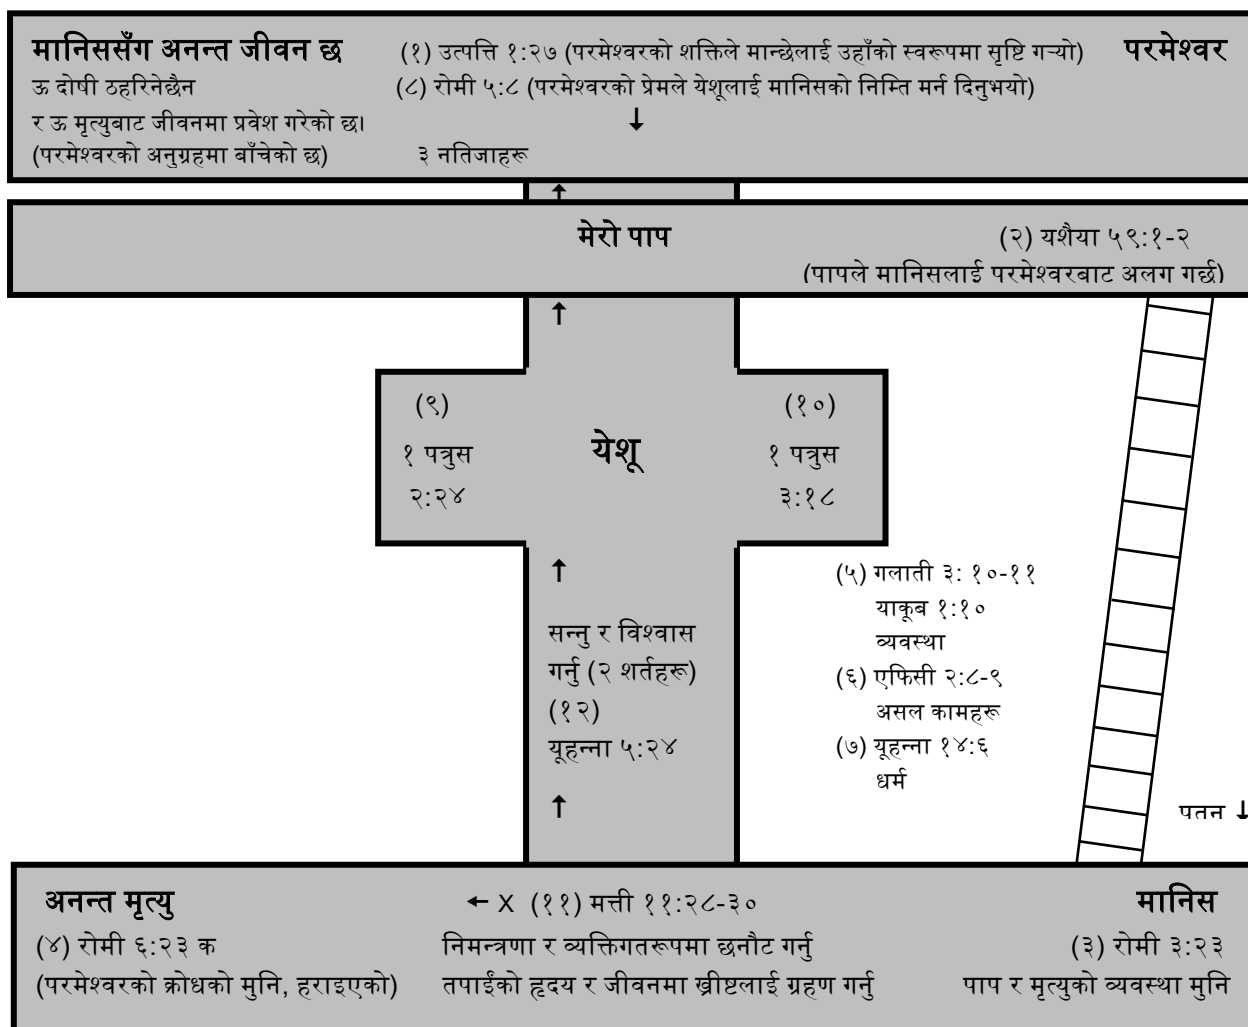 मानिससँग अनन्त जीवन छ (१) उत्पत्ति १:२७ (परमेश्वरको शक्तिले मान्छेलाई उहाँको स्वरूपमा सृष्टि गऱ्यो) परमेश्वर
ऊ दोषी ठहरिनेछैन (८) रोमी ५:८ (परमेश्वरको प्रेमले येशूलाई मानिसको निम्ति मर्न दिनुभयो)
र ऊ मृत्युबाट जीवनमा प्रवेश गरेको छ। ↓
(परमेश्वरको अनुग्रहमा बाँचेको छ) ३ नतिजाहरू
↑
मेरो पाप (२) यशैया ५९:१-२
(पापले मानिसलाई परमेश्वरबाट अलग गर्छ)
↑
(९) (१०)
१ पत्रुस येशू १ पत्रुस
२:२४ ३:१८
↑
सन्नु र विश्वास
गर्नु (२ शर्तहरू)
(१२)
यूहन्ना ५:२४
↑
(५) गलाती ३: १०-११
याकूब १:१०
व्यवस्था
(६) एफिसी २:८-९
असल कामहरू
(७) यूहन्ना १४:६
धर्म
पतन ↓
अनन्त मृत्यु ← X (११) मत्ती ११:२८-३० मानिस
(४) रोमी ६:२३ क निमन्त्रणा र व्यक्तिगतरूपमा छनौट गर्नु (३) रोमी ३:२३
(परमेश्वरको क्रोधको मुनि, हराइएको) तपाईंको हृदय र जीवनमा ख्रीष्टलाई ग्रहण गर्नु पाप र मृत्युको व्यवस्था मुनि